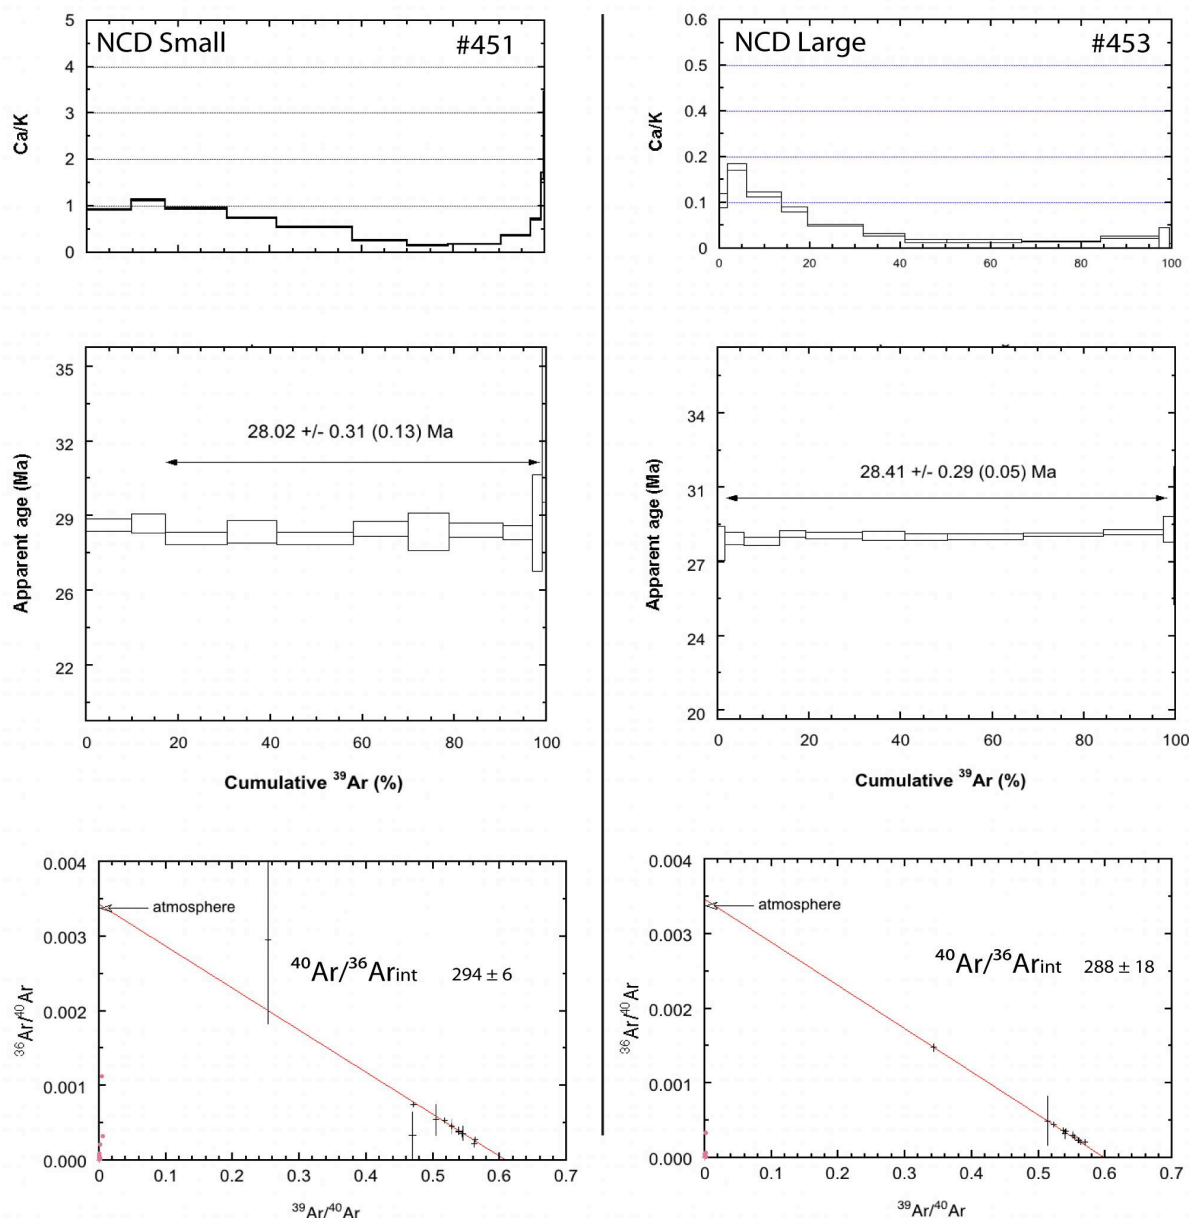 NCD Small #451
5
4
3
2
1
0
Ca/K
NCD Large #453
0.6
0.5
0.4
0.2
0.1
0
Ca/K
0 20 40 60 80 100
35
32
29
26
22
Apparent age (Ma)
28.02 +/- 0.31 (0.13) Ma
0 20 40 60 80 100
Cumulative ³⁹Ar (%)
34
31
27
24
20
Apparent age (Ma)
28.41 +/- 0.29 (0.05) Ma
0 20 40 60 80 100
Cumulative ³⁹Ar (%)
0.004
0.003
0.002
0.001
0.000
³⁶Ar/⁴⁰Ar
atmosphere
⁴⁰Ar/³⁶Arint 294 ± 6
0 0.1 0.2 0.3 0.4 0.5 0.6 0.7
³⁹Ar/⁴⁰Ar
0.004
0.003
0.002
0.001
0.000
³⁶Ar/⁴⁰Ar
atmosphere
⁴⁰Ar/³⁶Arint 288 ± 18
0 0.1 0.2 0.3 0.4 0.5 0.6 0.7
³⁹Ar/⁴⁰Ar